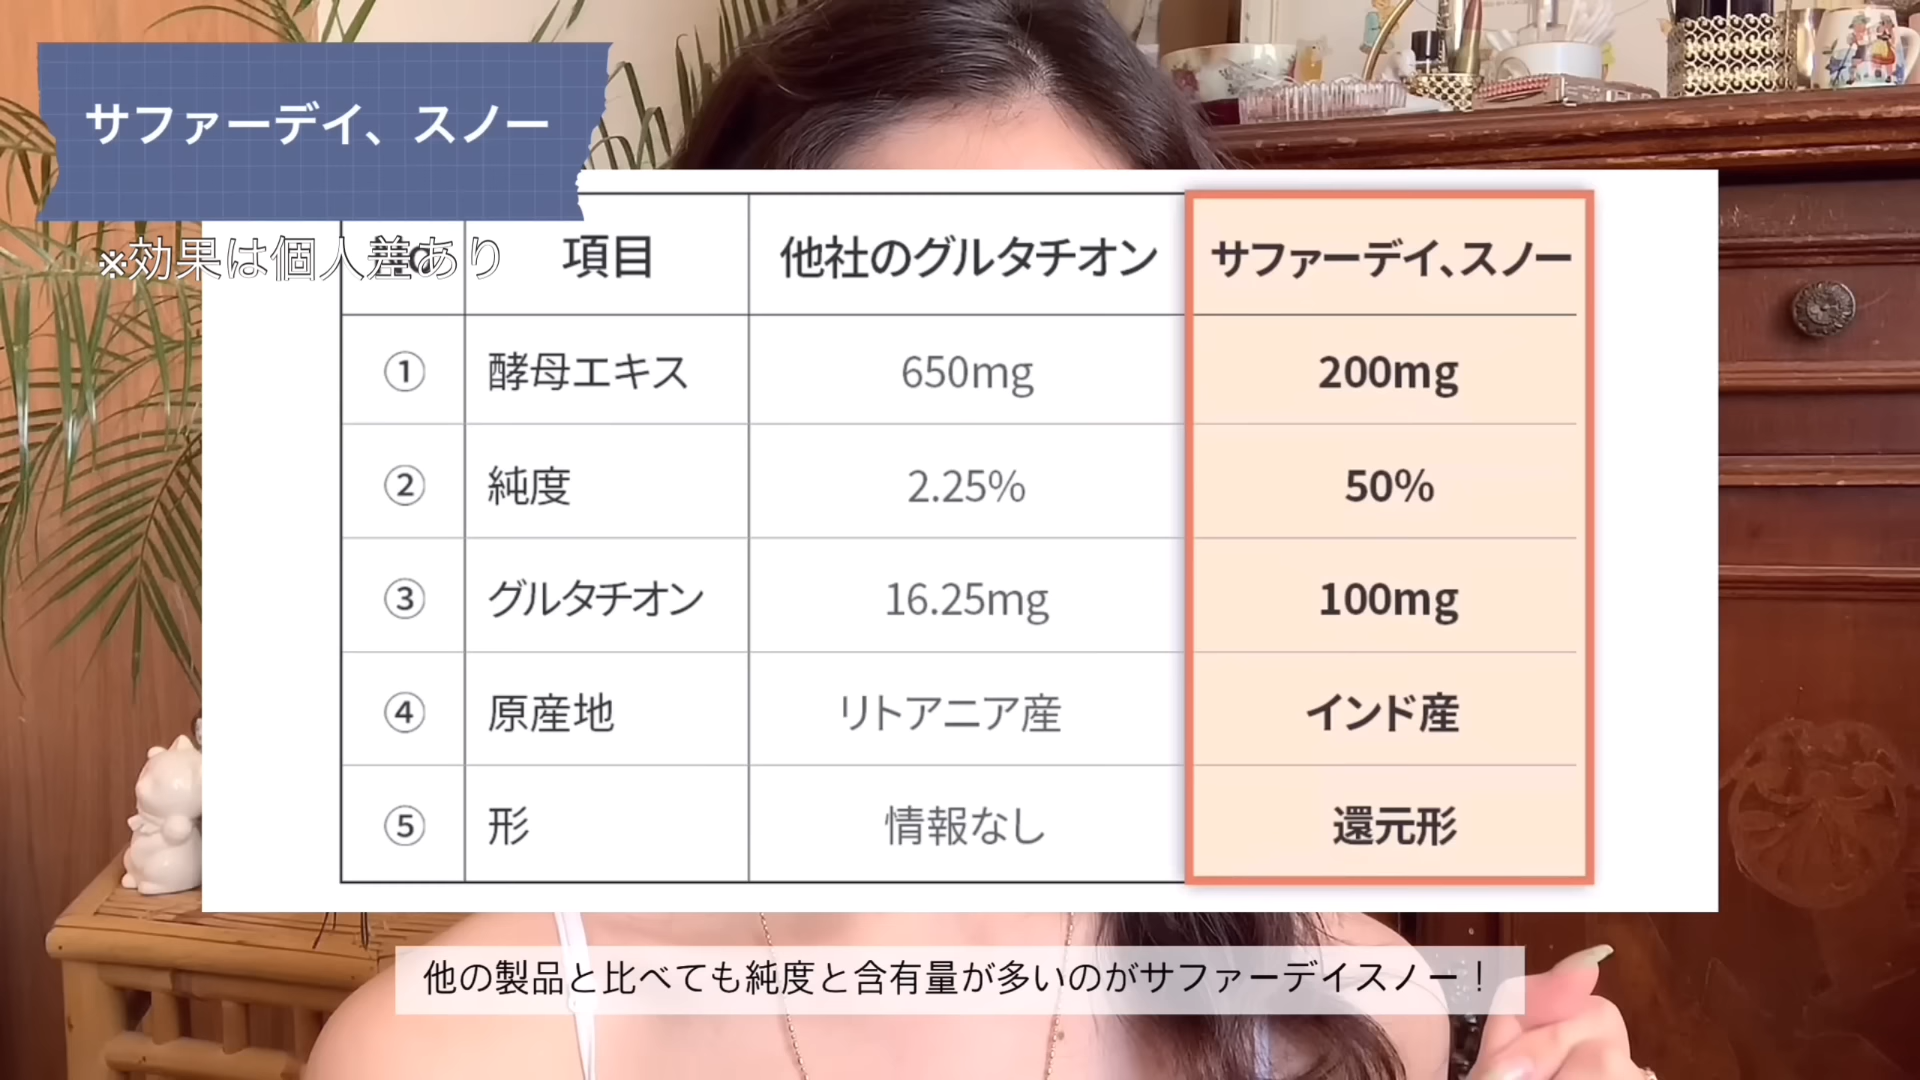 サファーデイ、スノー
※効果は個人差あり
項目 他社のグルタチオン サファーデイ、スノー
① 酵母エキス 650mg 200mg
② 純度 2.25% 50%
③ グルタチオン 16.25mg 100mg
④ 原産地 リトアニア産 インド産
⑤ 形 情報なし 還元形
他の製品と比べても純度と含有量が多いのがサファーデイスノー！